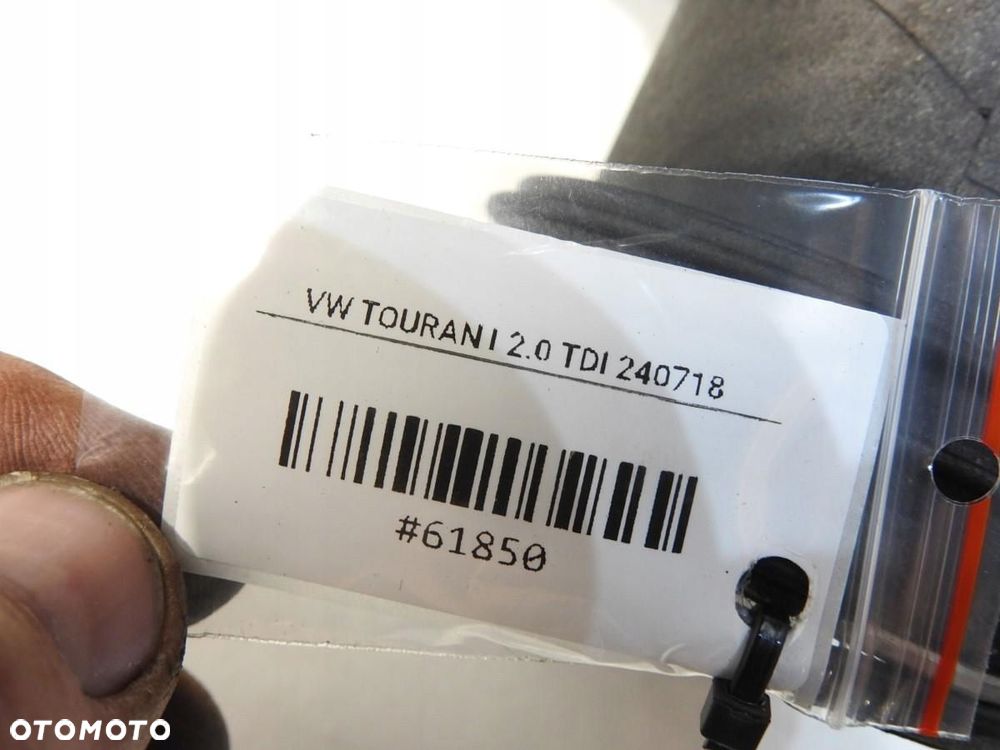 VW TOURAN I 2.0 TDI 240718
#61850
OTOMOTO